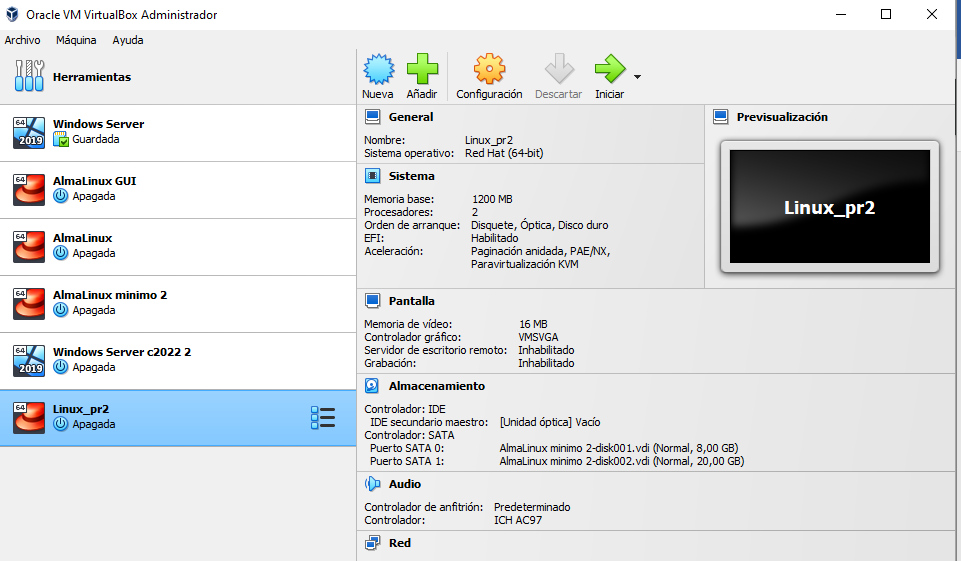 Oracle VM VirtualBox Administrador
Archivo Máquina Ayuda
Herramientas
64
2019
Windows Server
Guardada
64
AlmaLinux GUI
Apagada
64
AlmaLinux
Apagada
64
AlmaLinux minimo 2
Apagada
64
2019
Windows Server c2022 2
Apagada
64
Linux_pr2
Apagada
Nueva Añadir Configuración Descartar Iniciar
General
Nombre: Linux_pr2
Sistema operativo: Red Hat (64-bit)
Sistema
Memoria base: 1200 MB
Procesadores: 2
Orden de arranque: Disquete, Óptica, Disco duro
EFI: Habilitado
Aceleración: Paginación anidada, PAE/NX,
Paravirtualización KVM
Previsualización
Linux_pr2
Pantalla
Memoria de vídeo: 16 MB
Controlador gráfico: VMSVGA
Servidor de escritorio remoto: Inhabilitado
Grabación: Inhabilitado
Almacenamiento
Controlador: IDE
IDE secundario maestro: [Unidad óptica] Vacío
Controlador: SATA
Puerto SATA 0: AlmaLinux minimo 2-disk001.vdi (Normal, 8,00 GB)
Puerto SATA 1: AlmaLinux minimo 2-disk002.vdi (Normal, 20,00 GB)
Audio
Controlador de anfitrión: Predeterminado
Controlador: ICH AC97
Red